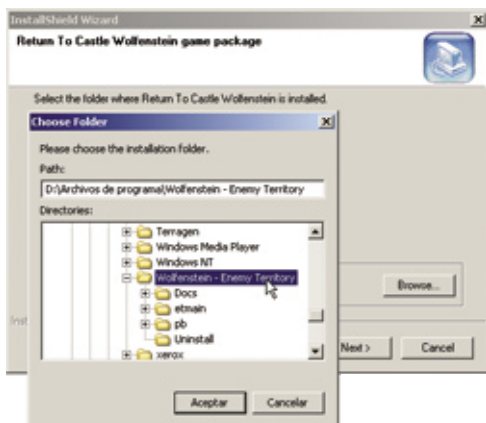 InstallShield Wizard
Return To Castle Wolfenstein game package
Select the folder where Return To Castle Wolfenstein is installed.
Choose Folder
Please choose the installation folder.
Path:
D:\Archivos de programa\Wolfenstein - Enemy Territory
Directories:
Terragen
Windows Media Player
Windows NT
Wolfenstein - Enemy Territory
Docs
etmain
pb
Uninstall
xerox
Browse...
Inst
Next >
Cancel
Aceptar
Cancelar